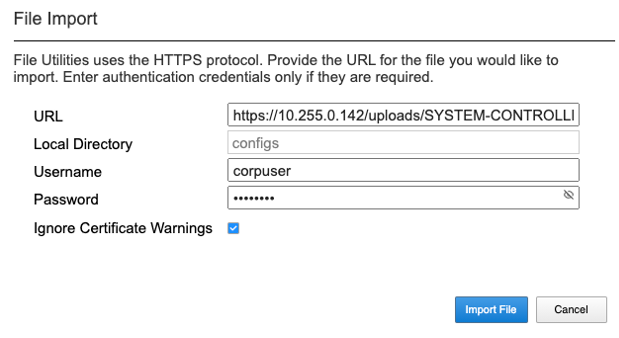 File Import
File Utilities uses the HTTPS protocol. Provide the URL for the file you would like to
import. Enter authentication credentials only if they are required.
URL https://10.255.0.142/uploads/SYSTEM-CONTROLLI
Local Directory configs
Username corpuser
Password ••••••••
Ignore Certificate Warnings
Import File Cancel